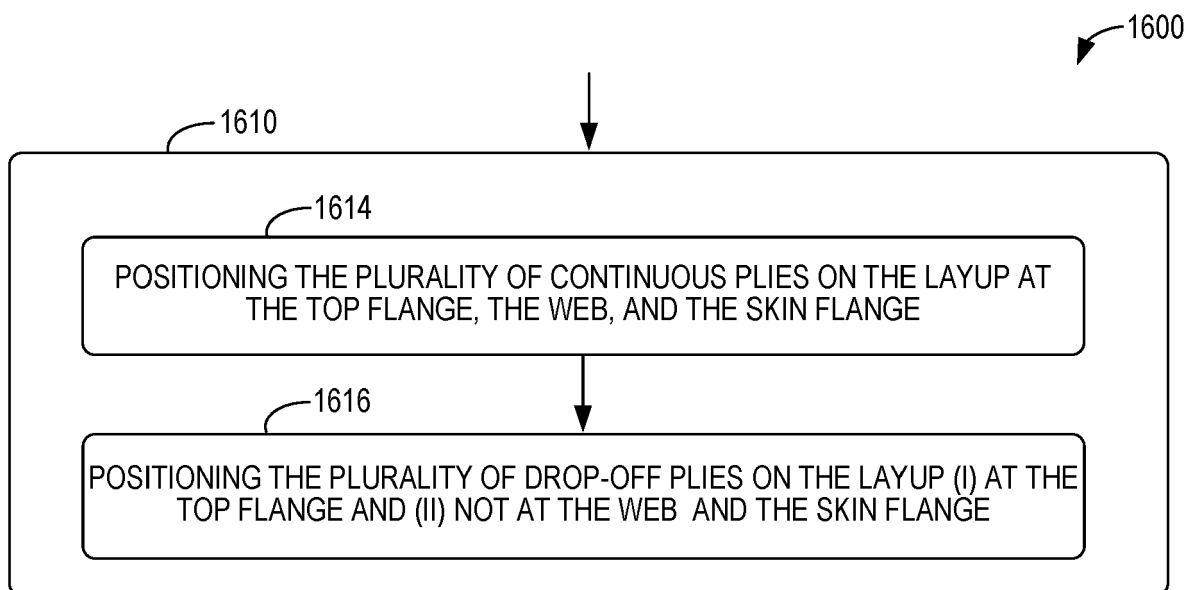 1600
1610
1614
POSITIONING THE PLURALITY OF CONTINUOUS PLIES ON THE LAYUP AT
THE TOP FLANGE, THE WEB, AND THE SKIN FLANGE
1616
POSITIONING THE PLURALITY OF DROP-OFF PLIES ON THE LAYUP (I) AT THE
TOP FLANGE AND (II) NOT AT THE WEB AND THE SKIN FLANGE